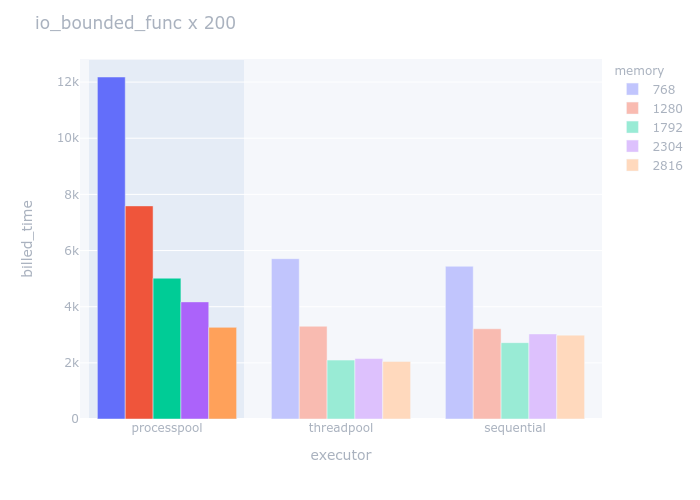 io_bounded_func x 200
memory
768
1280
1792
2304
2816
billed_time
12k
10k
8k
6k
4k
2k
0
processpool threadpool sequential
executor